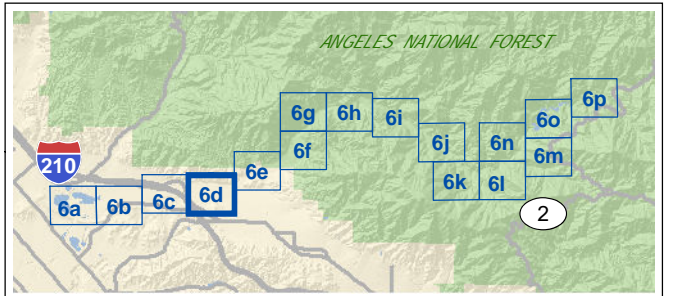 ANGELES NATIONAL FOREST
6p
6g 6h 6i 6o
6j 6n
6f 6m
210 6e 6k 6l
6a 6b 6c 6d
2